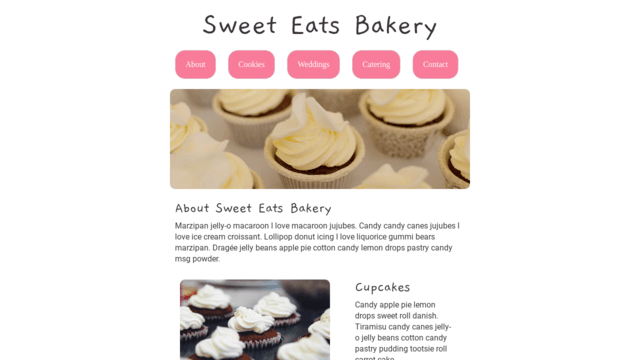 Sweet Eats Bakery
About Cookies Weddings Catering Contact
About Sweet Eats Bakery
Marzipan jelly-o macaroon I love macaroon jujubes. Candy candy canes jujubes I
love ice cream croissant. Lollipop donut icing I love liquorice gummi bears
marzipan. Dragée jelly beans apple pie cotton candy lemon drops pastry candy
msg powder.
Cupcakes
Candy apple pie lemon
drops sweet roll danish.
Tiramisu candy canes jelly-
o jelly beans cotton candy
pastry pudding tootsie roll
carrot cake